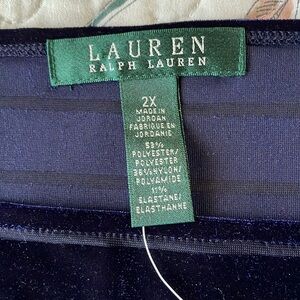 LAUREN
RALPH LAUREN
2X
MADE IN
JORDAN
FABRIQUE EN
JORDANIE
53%
POLYESTER/
POLYESTER
36% NYLON/
POLYAMIDE
11%
ELASTANE/
ELASTHANNE